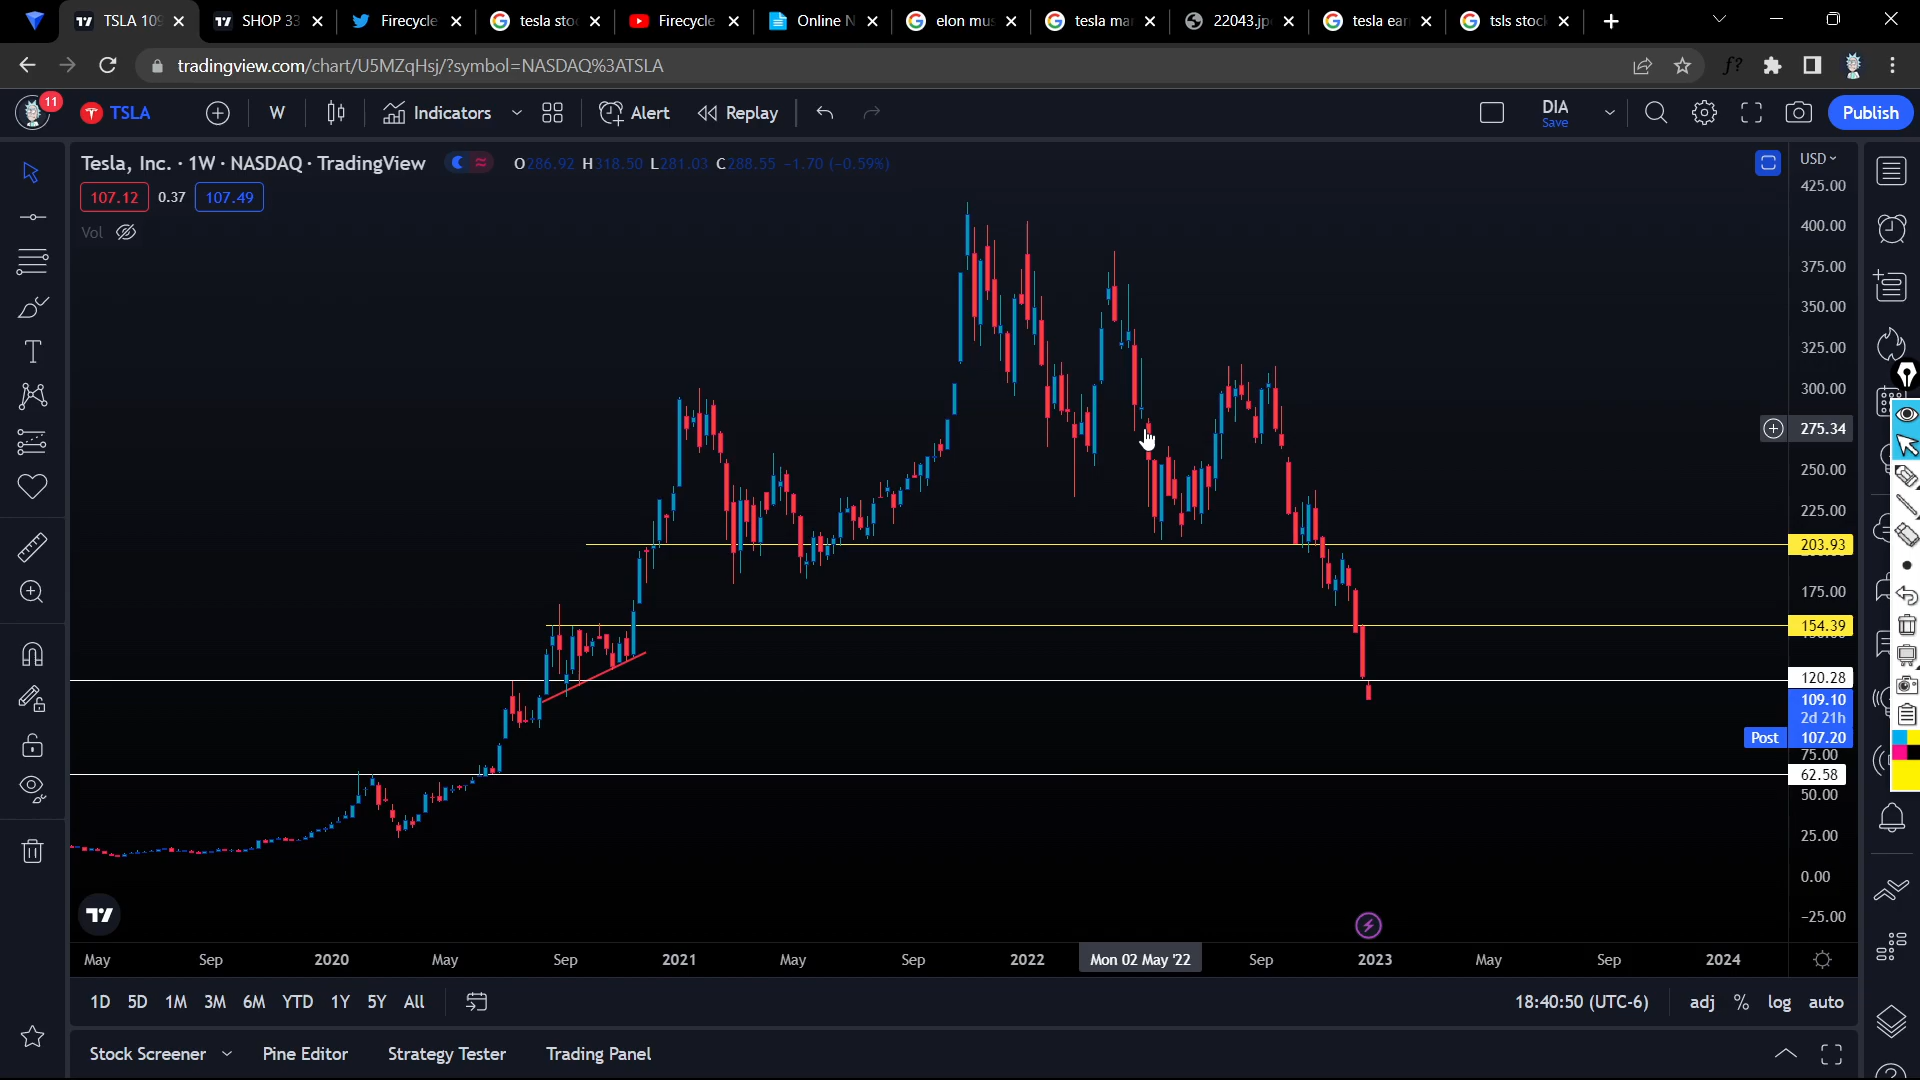 TSLA 109
SHOP 33
Firecycle
tesla sto
Firecycle
Online N
elon mus
tesla mar
22043.jp
tesla ear
tsls stoc
tradingview.com/chart/U5MZqHsj/?symbol=NASDAQ%3ATSLA
f?
11
TSLA
W
Indicators
Alert
Replay
DIA
Save
Publish
Tesla, Inc. · 1W · NASDAQ · TradingView
O286.92 H318.50 L281.03 C288.55 −1.70 (−0.59%)
USD
107.12 0.37 107.49
Vol
425.00
400.00
375.00
350.00
325.00
300.00
275.34
250.00
225.00
203.93
175.00
154.39
120.28
109.10
2d 21h
Post 107.20
75.00
62.58
50.00
25.00
0.00
−25.00
May Sep 2020 May Sep 2021 May Sep 2022 Mon 02 May '22 Sep 2023 May Sep 2024
1D 5D 1M 3M 6M YTD 1Y 5Y All
18:40:50 (UTC-6) adj % log auto
Stock Screener Pine Editor Strategy Tester Trading Panel